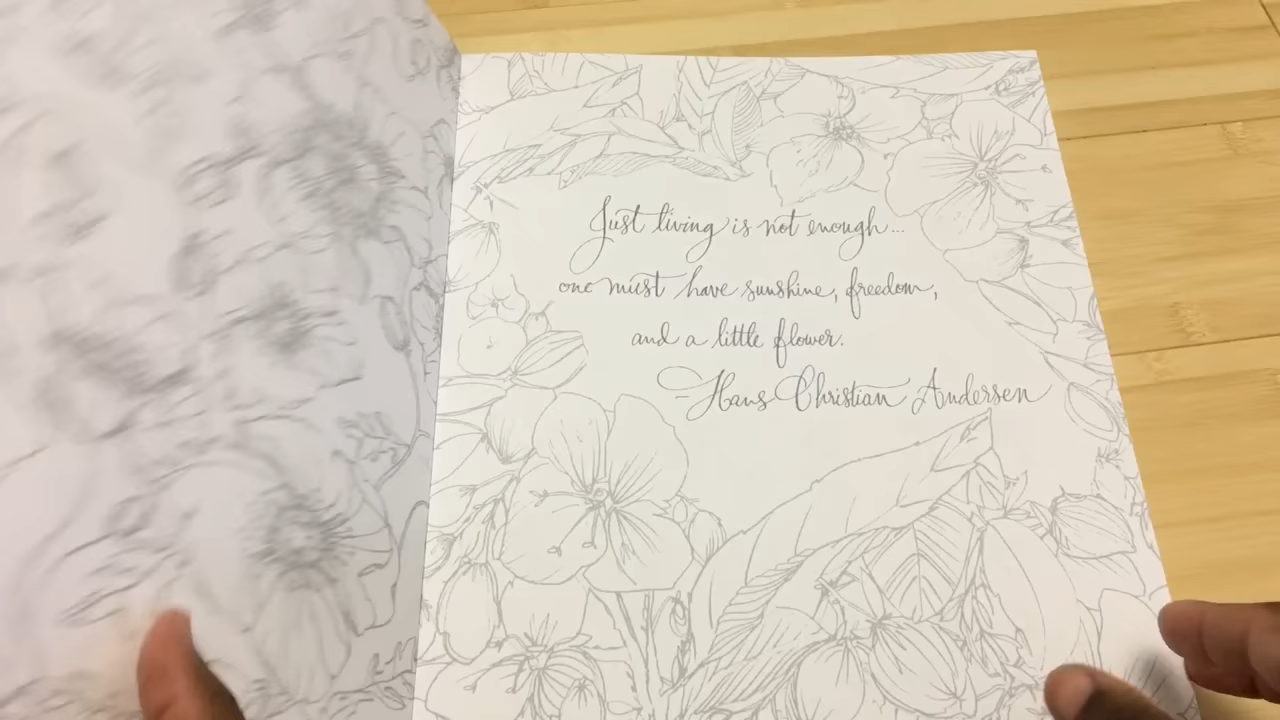 Just living is not enough...
one must have sunshine, freedom,
and a little flower.
—Hans Christian Andersen